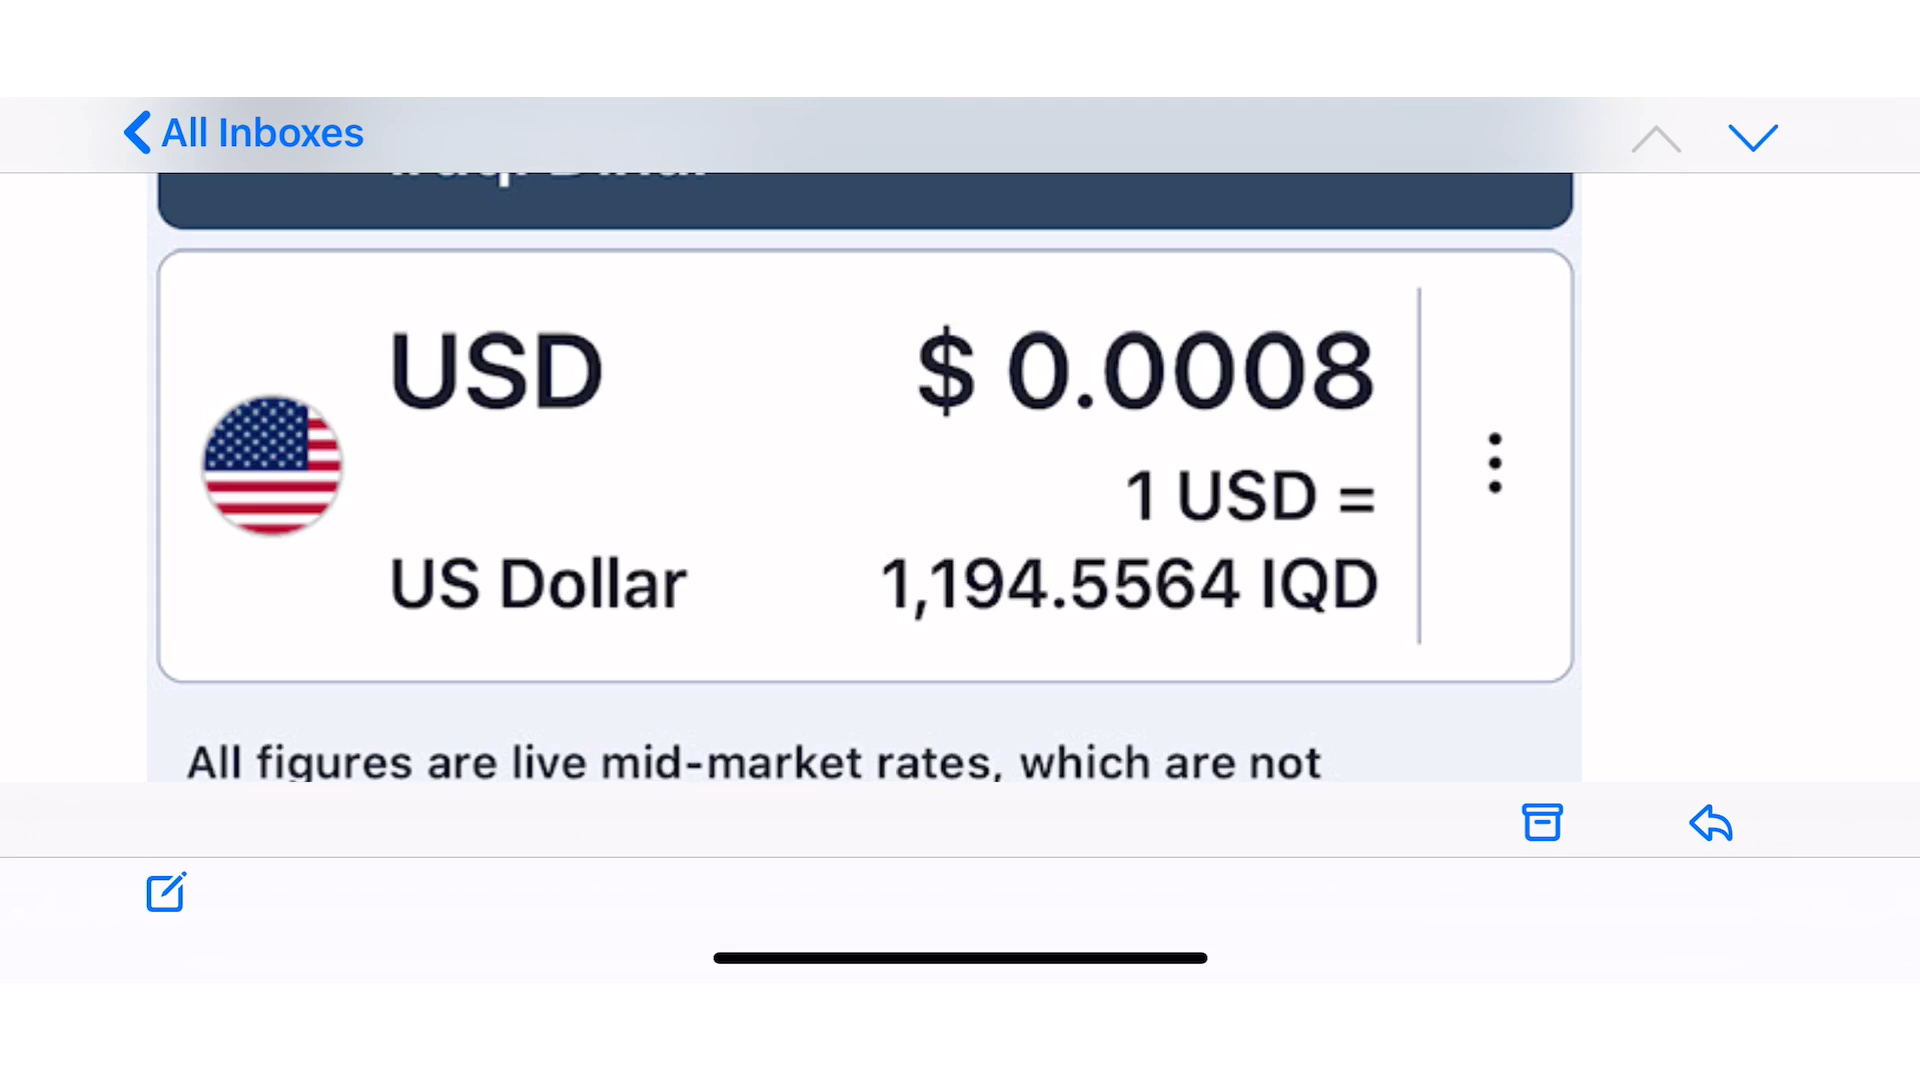 All Inboxes
USD
$ 0.0008
1 USD =
US Dollar
1,194.5564 IQD
All figures are live mid-market rates, which are not